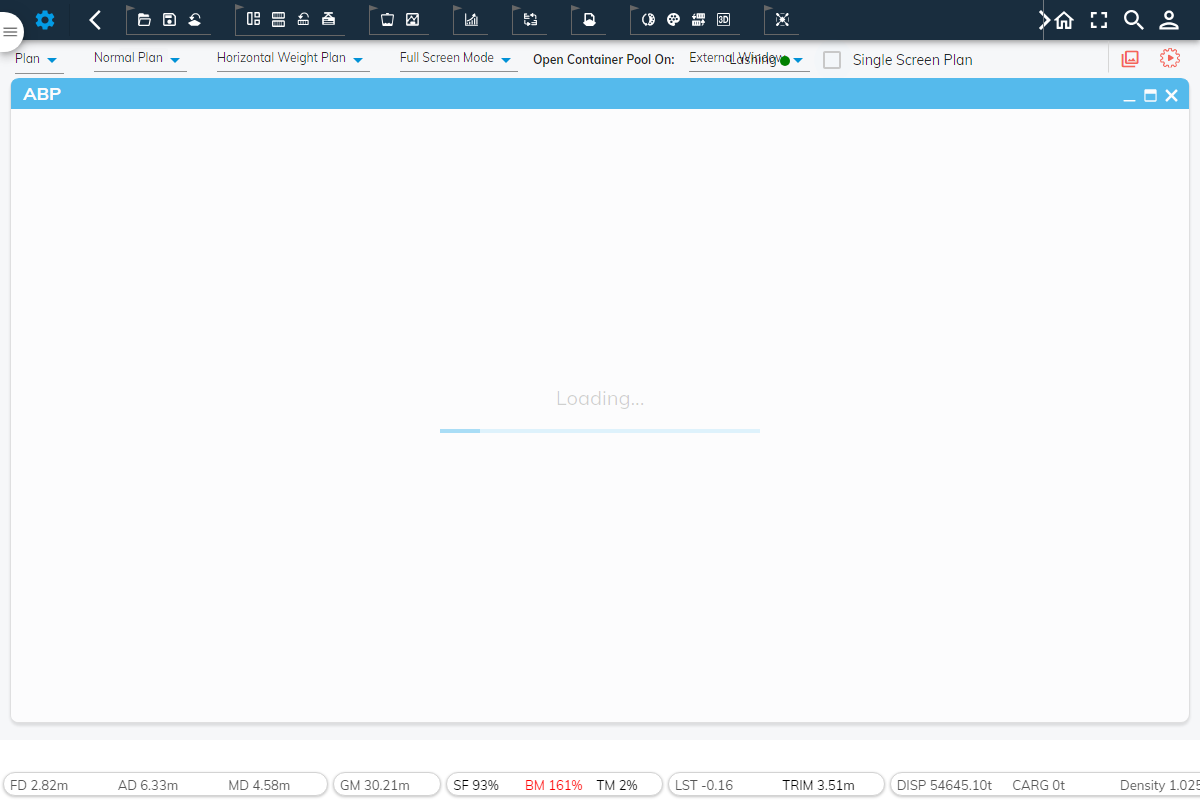 3D
Plan Normal Plan Horizontal Weight Plan Full Screen Mode Open Container Pool On: External Window Lashing Single Screen Plan
ABP
Loading...
FD 2.82m AD 6.33m MD 4.58m GM 30.21m SF 93% BM 161% TM 2% LST -0.16 TRIM 3.51m DISP 54645.10t CARG 0t Density 1.025